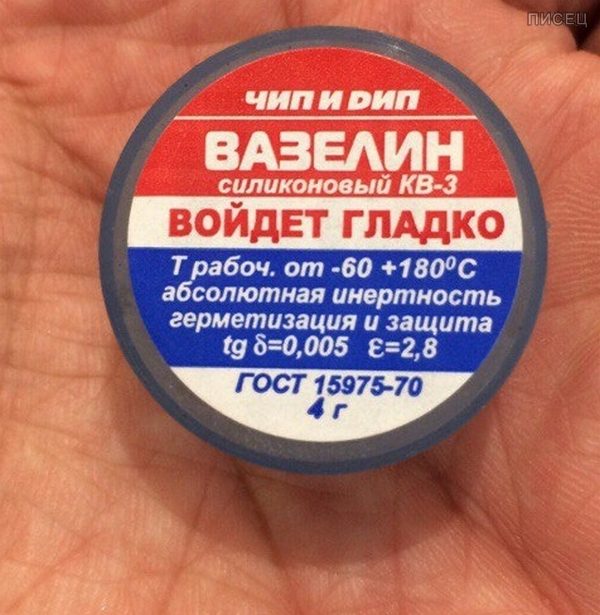 ПИСЕЦ
ЧИП И DИП
ВАЗЕЛИН
силиконовый КВ-3
ВОЙДЕТ ГЛАДКО
Т рабоч. от -60 +180⁰С
абсолютная инертность
герметизация и защита
tg δ=0,005 ε=2,8
ГОСТ 15975-70
4 г